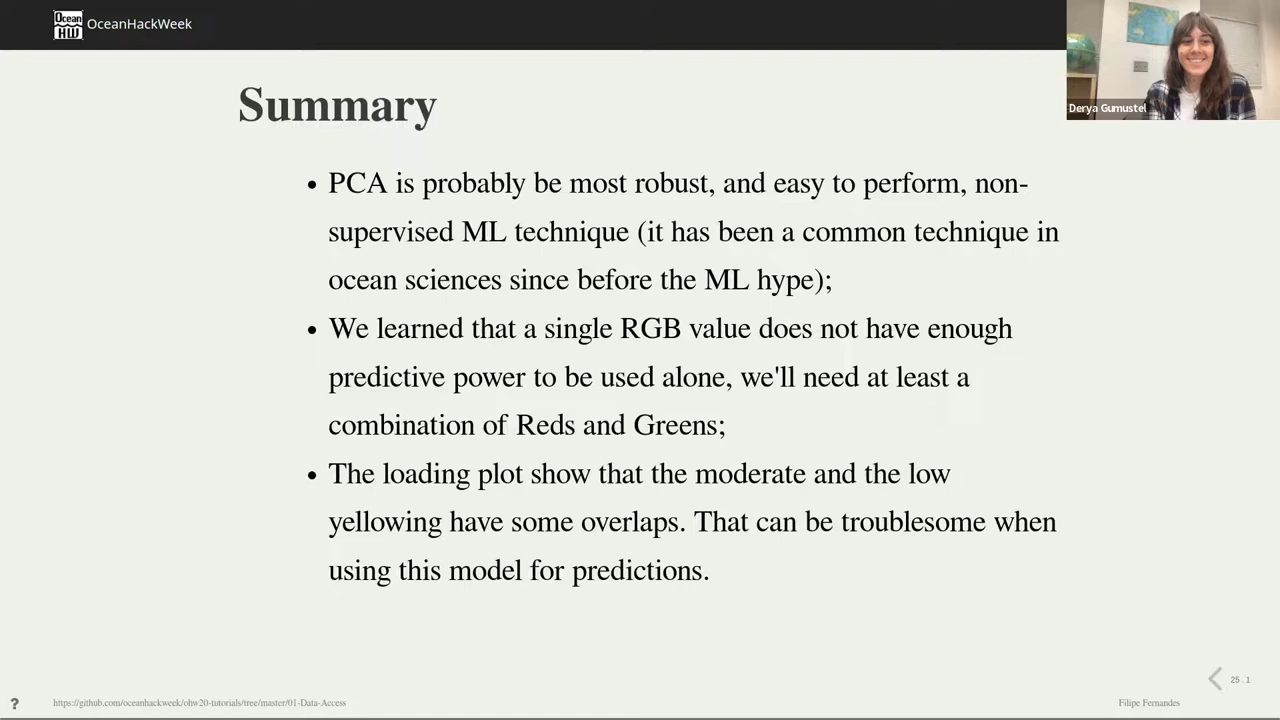 Ocean
HW
OceanHackWeek
Derya Gumustel
Summary
• PCA is probably be most robust, and easy to perform, non-
supervised ML technique (it has been a common technique in
ocean sciences since before the ML hype);
• We learned that a single RGB value does not have enough
predictive power to be used alone, we'll need at least a
combination of Reds and Greens;
• The loading plot show that the moderate and the low
yellowing have some overlaps. That can be troublesome when
using this model for predictions.
25.1
?
https://github.com/oceanhackweek/ohw20-tutorials/tree/master/01-Data-Access
Filipe Fernandes